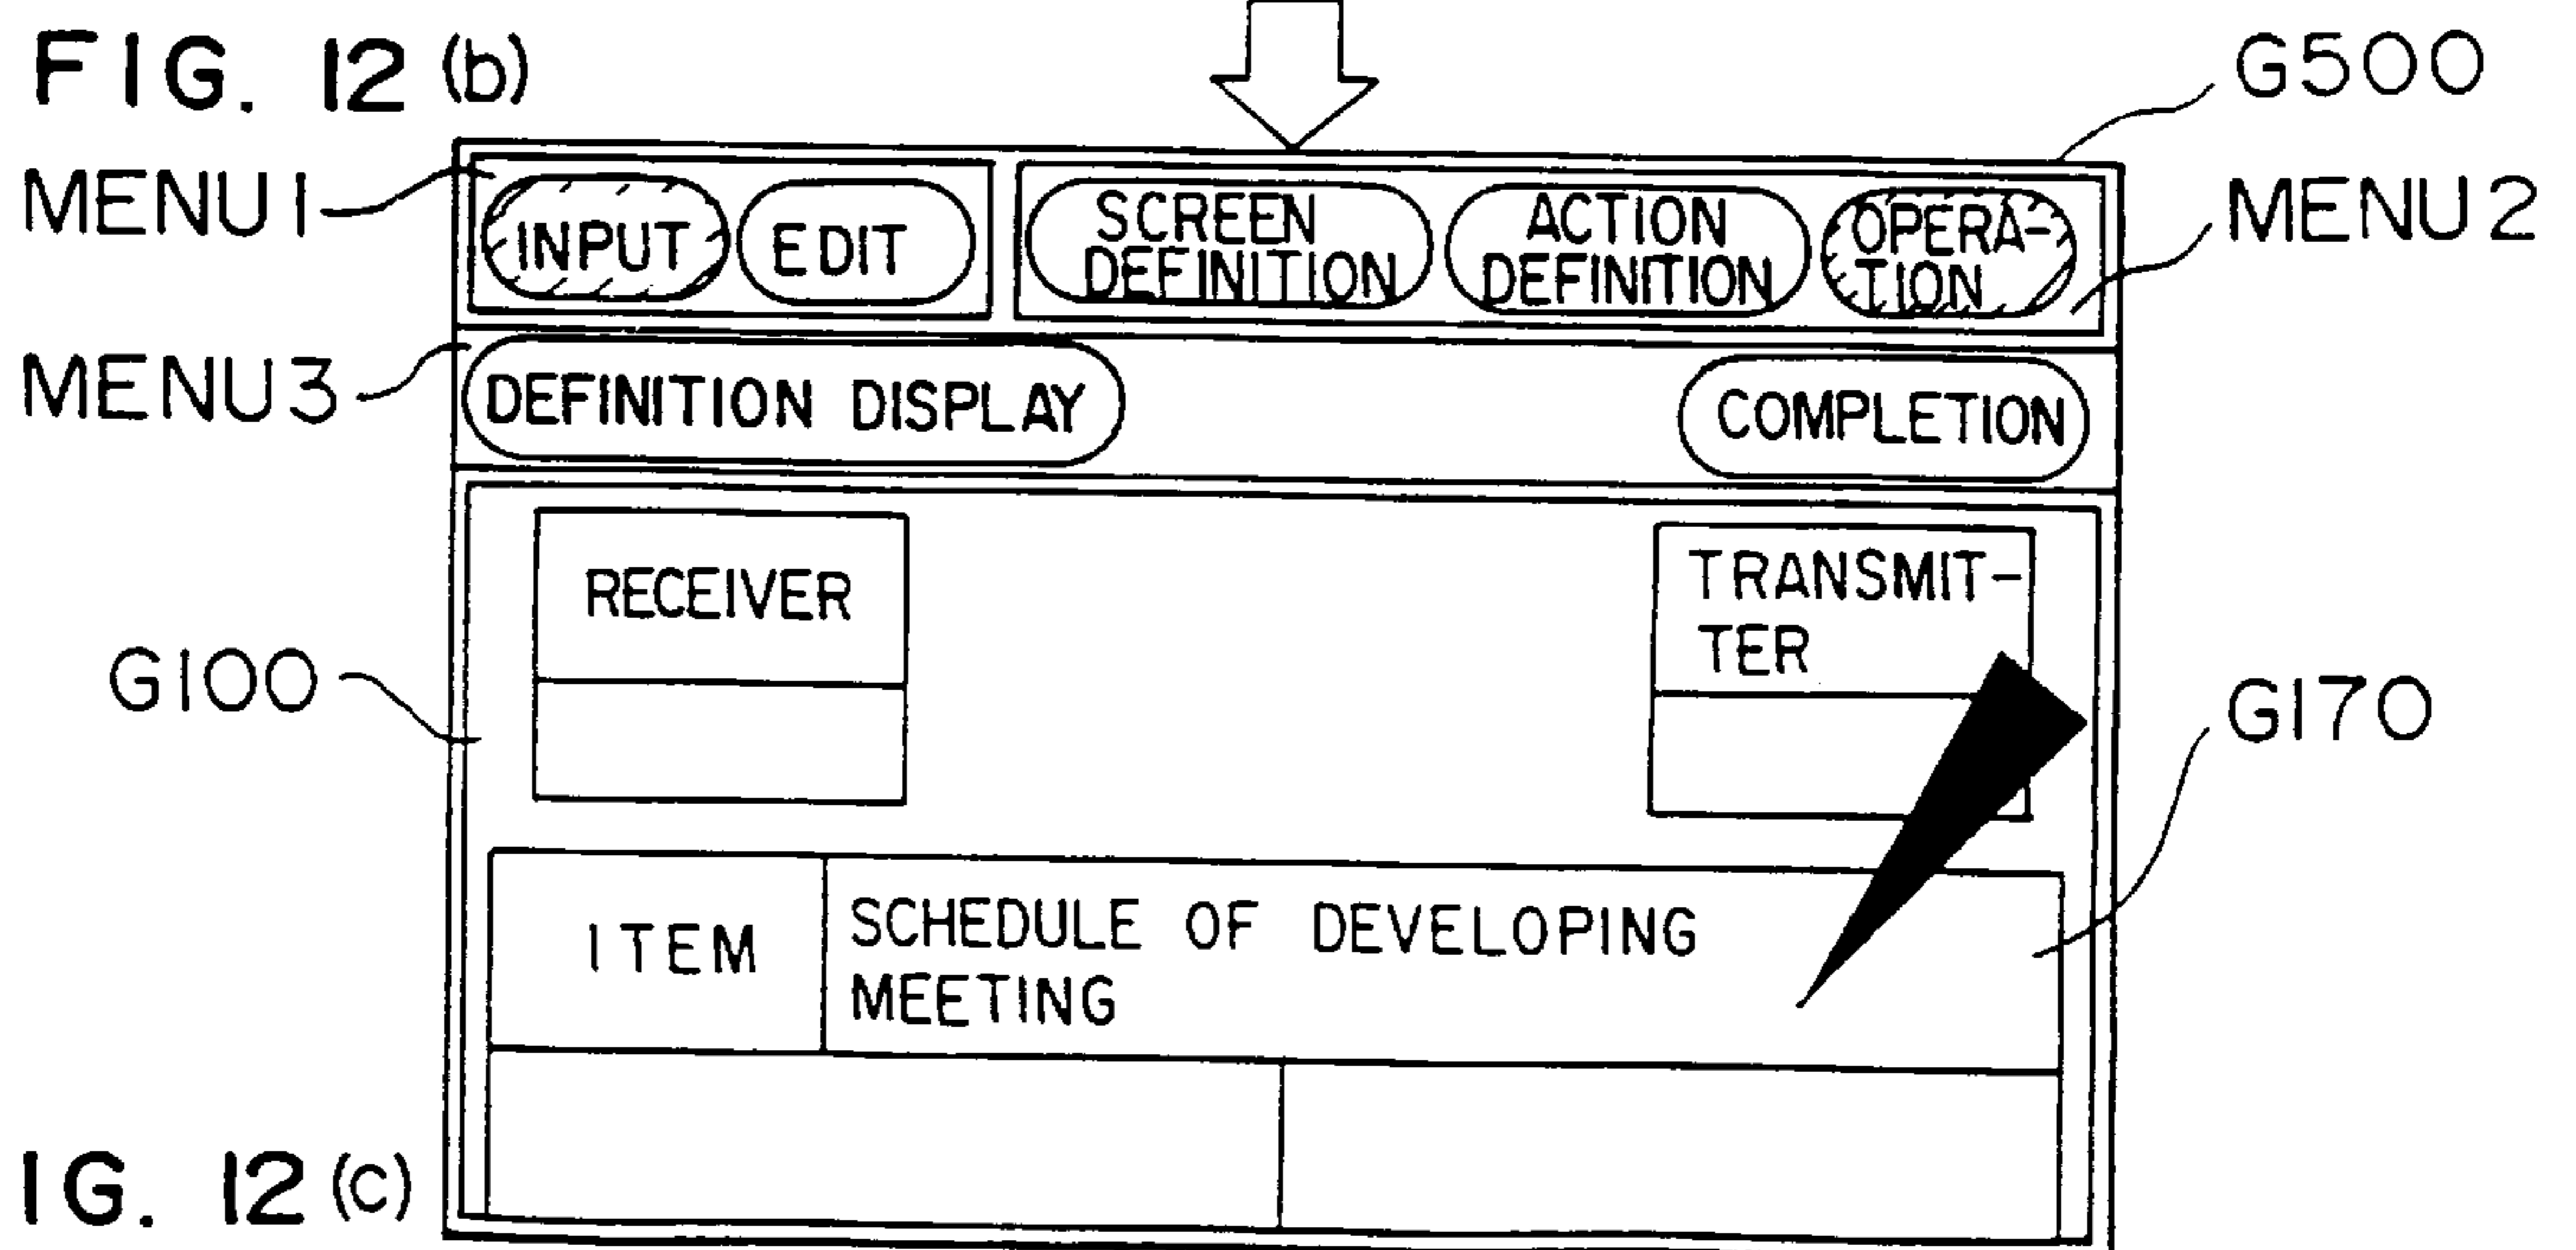 FIG. 12 (b)
G500
MENU1
INPUT
EDIT
SCREEN
DEFINITION
ACTION
DEFINITION
OPERA-
TION
MENU2
MENU3
DEFINITION DISPLAY
COMPLETION
RECEIVER
TRANSMIT-
TER
G100
G170
ITEM
SCHEDULE OF DEVELOPING
MEETING
IG. 12 (c)